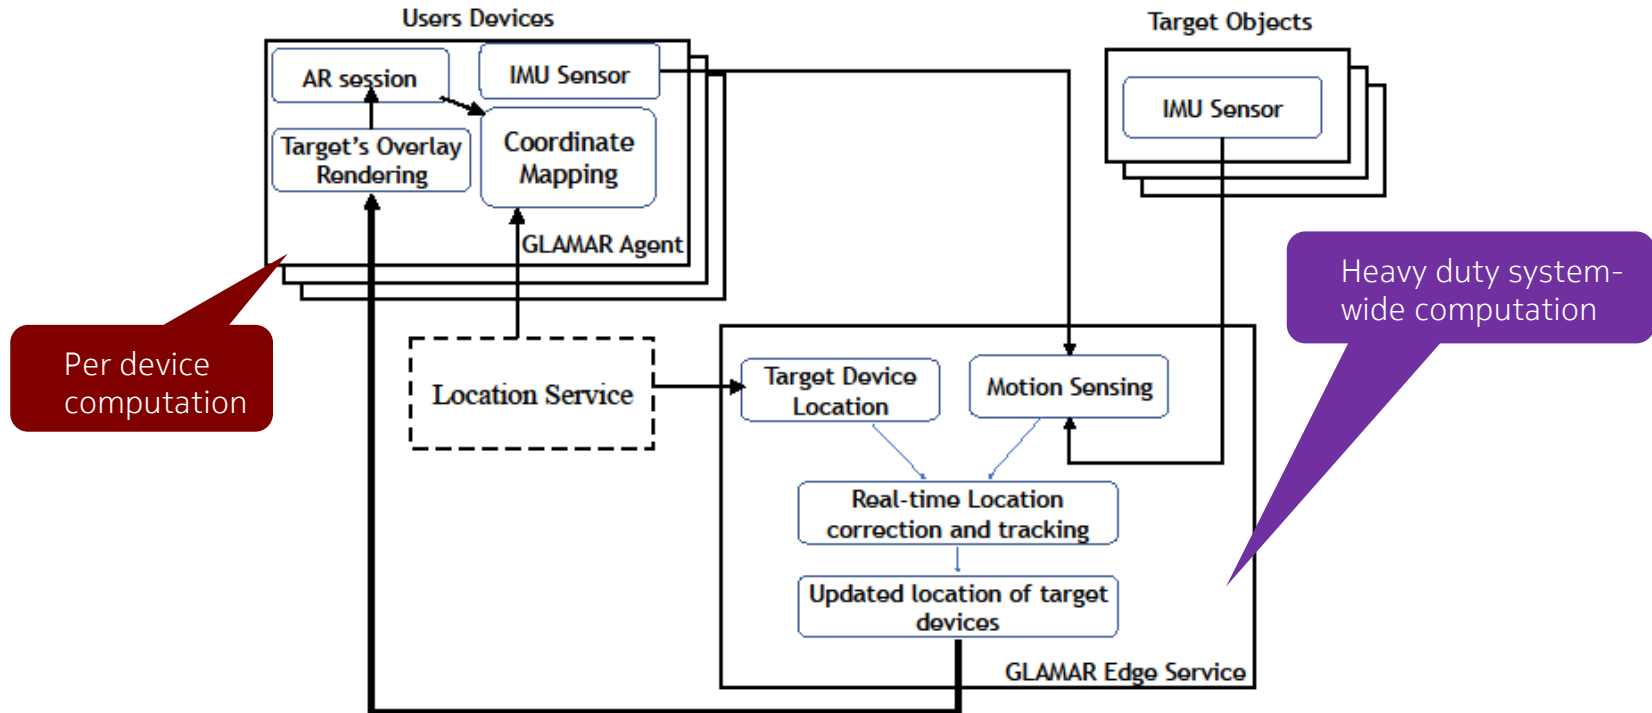 Users Devices
Target Objects
AR session
IMU Sensor
Target's Overlay
Rendering
Coordinate
Mapping
GLAMAR Agent
IMU Sensor
Per device
computation
Heavy duty system-
wide computation
Location Service
Target Device
Location
Motion Sensing
Real-time Location
correction and tracking
Updated location of target
devices
GLAMAR Edge Service